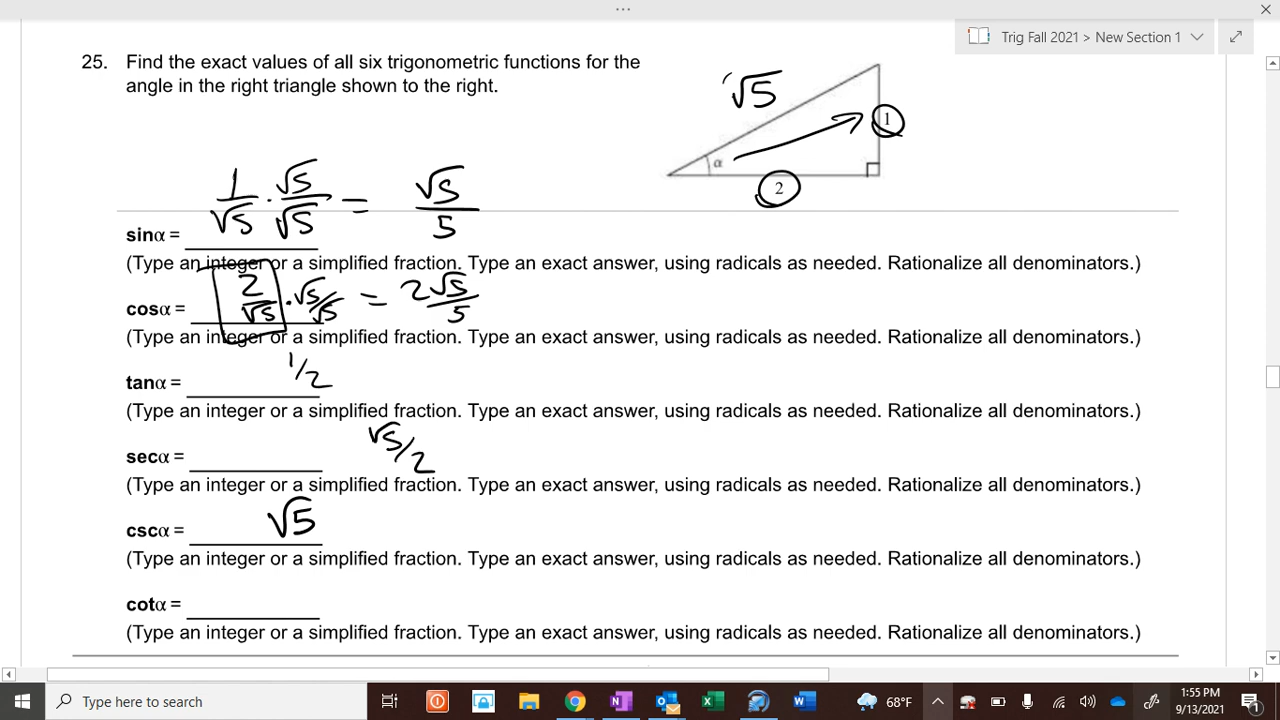 Trig Fall 2021 > New Section 1
25. Find the exact values of all six trigonometric functions for the
angle in the right triangle shown to the right.
√5
1
α
2
1/√5 · √5/√5 = √5/5
sinα =
(Type an integer or a simplified fraction. Type an exact answer, using radicals as needed. Rationalize all denominators.)
cosα = 2/√5 · √5/√5 = 2√5/5
(Type an integer or a simplified fraction. Type an exact answer, using radicals as needed. Rationalize all denominators.)
tanα = 1/2
(Type an integer or a simplified fraction. Type an exact answer, using radicals as needed. Rationalize all denominators.)
secα = √5/2
(Type an integer or a simplified fraction. Type an exact answer, using radicals as needed. Rationalize all denominators.)
cscα = √5
(Type an integer or a simplified fraction. Type an exact answer, using radicals as needed. Rationalize all denominators.)
cotα =
(Type an integer or a simplified fraction. Type an exact answer, using radicals as needed. Rationalize all denominators.)
Type here to search
68°F
1:55 PM
9/13/2021
1